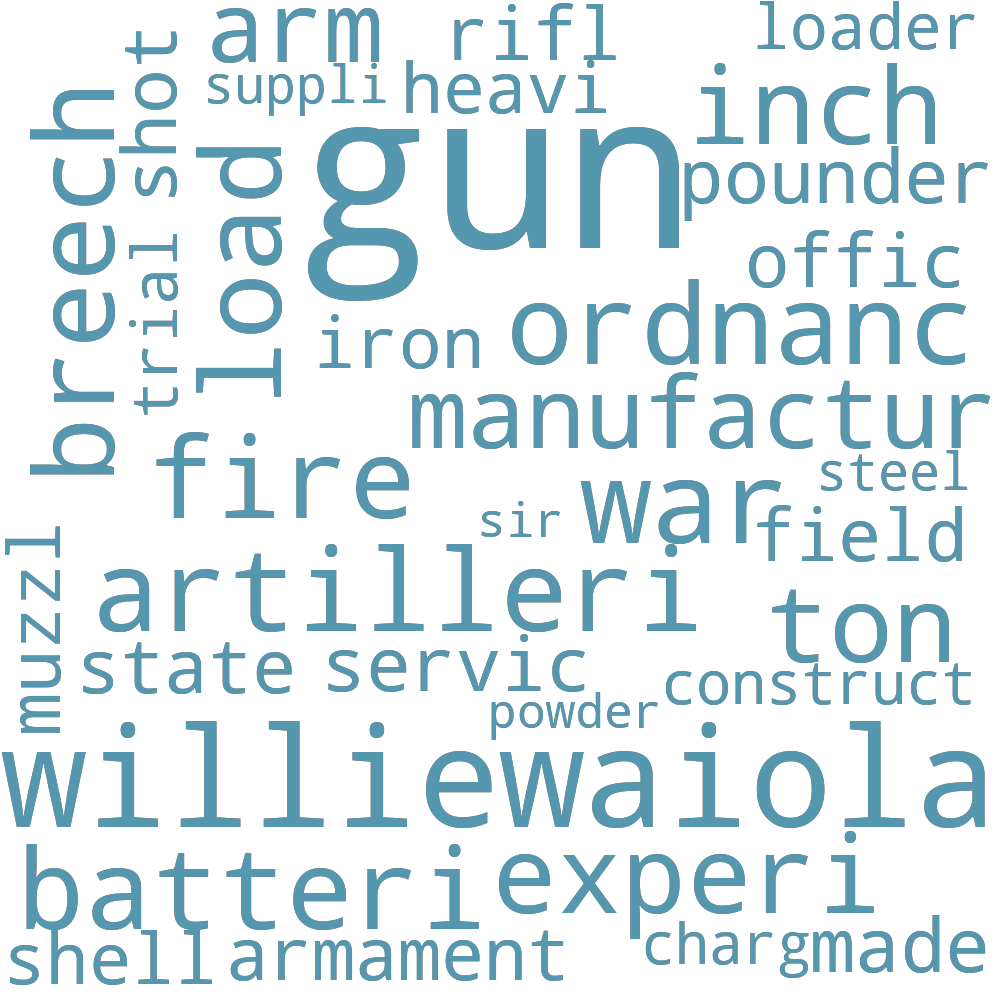 arm
rifl
loader
suppli
heavi
inch
gun
pounder
shot
breech
load
trial
offic
iron
ordnanc
manufactur
fire
war
steel
sir
field
muzzl
artilleri
ton
state
servic
construct
powder
williewaiola
batteri
experi
shell
armament
charg
made